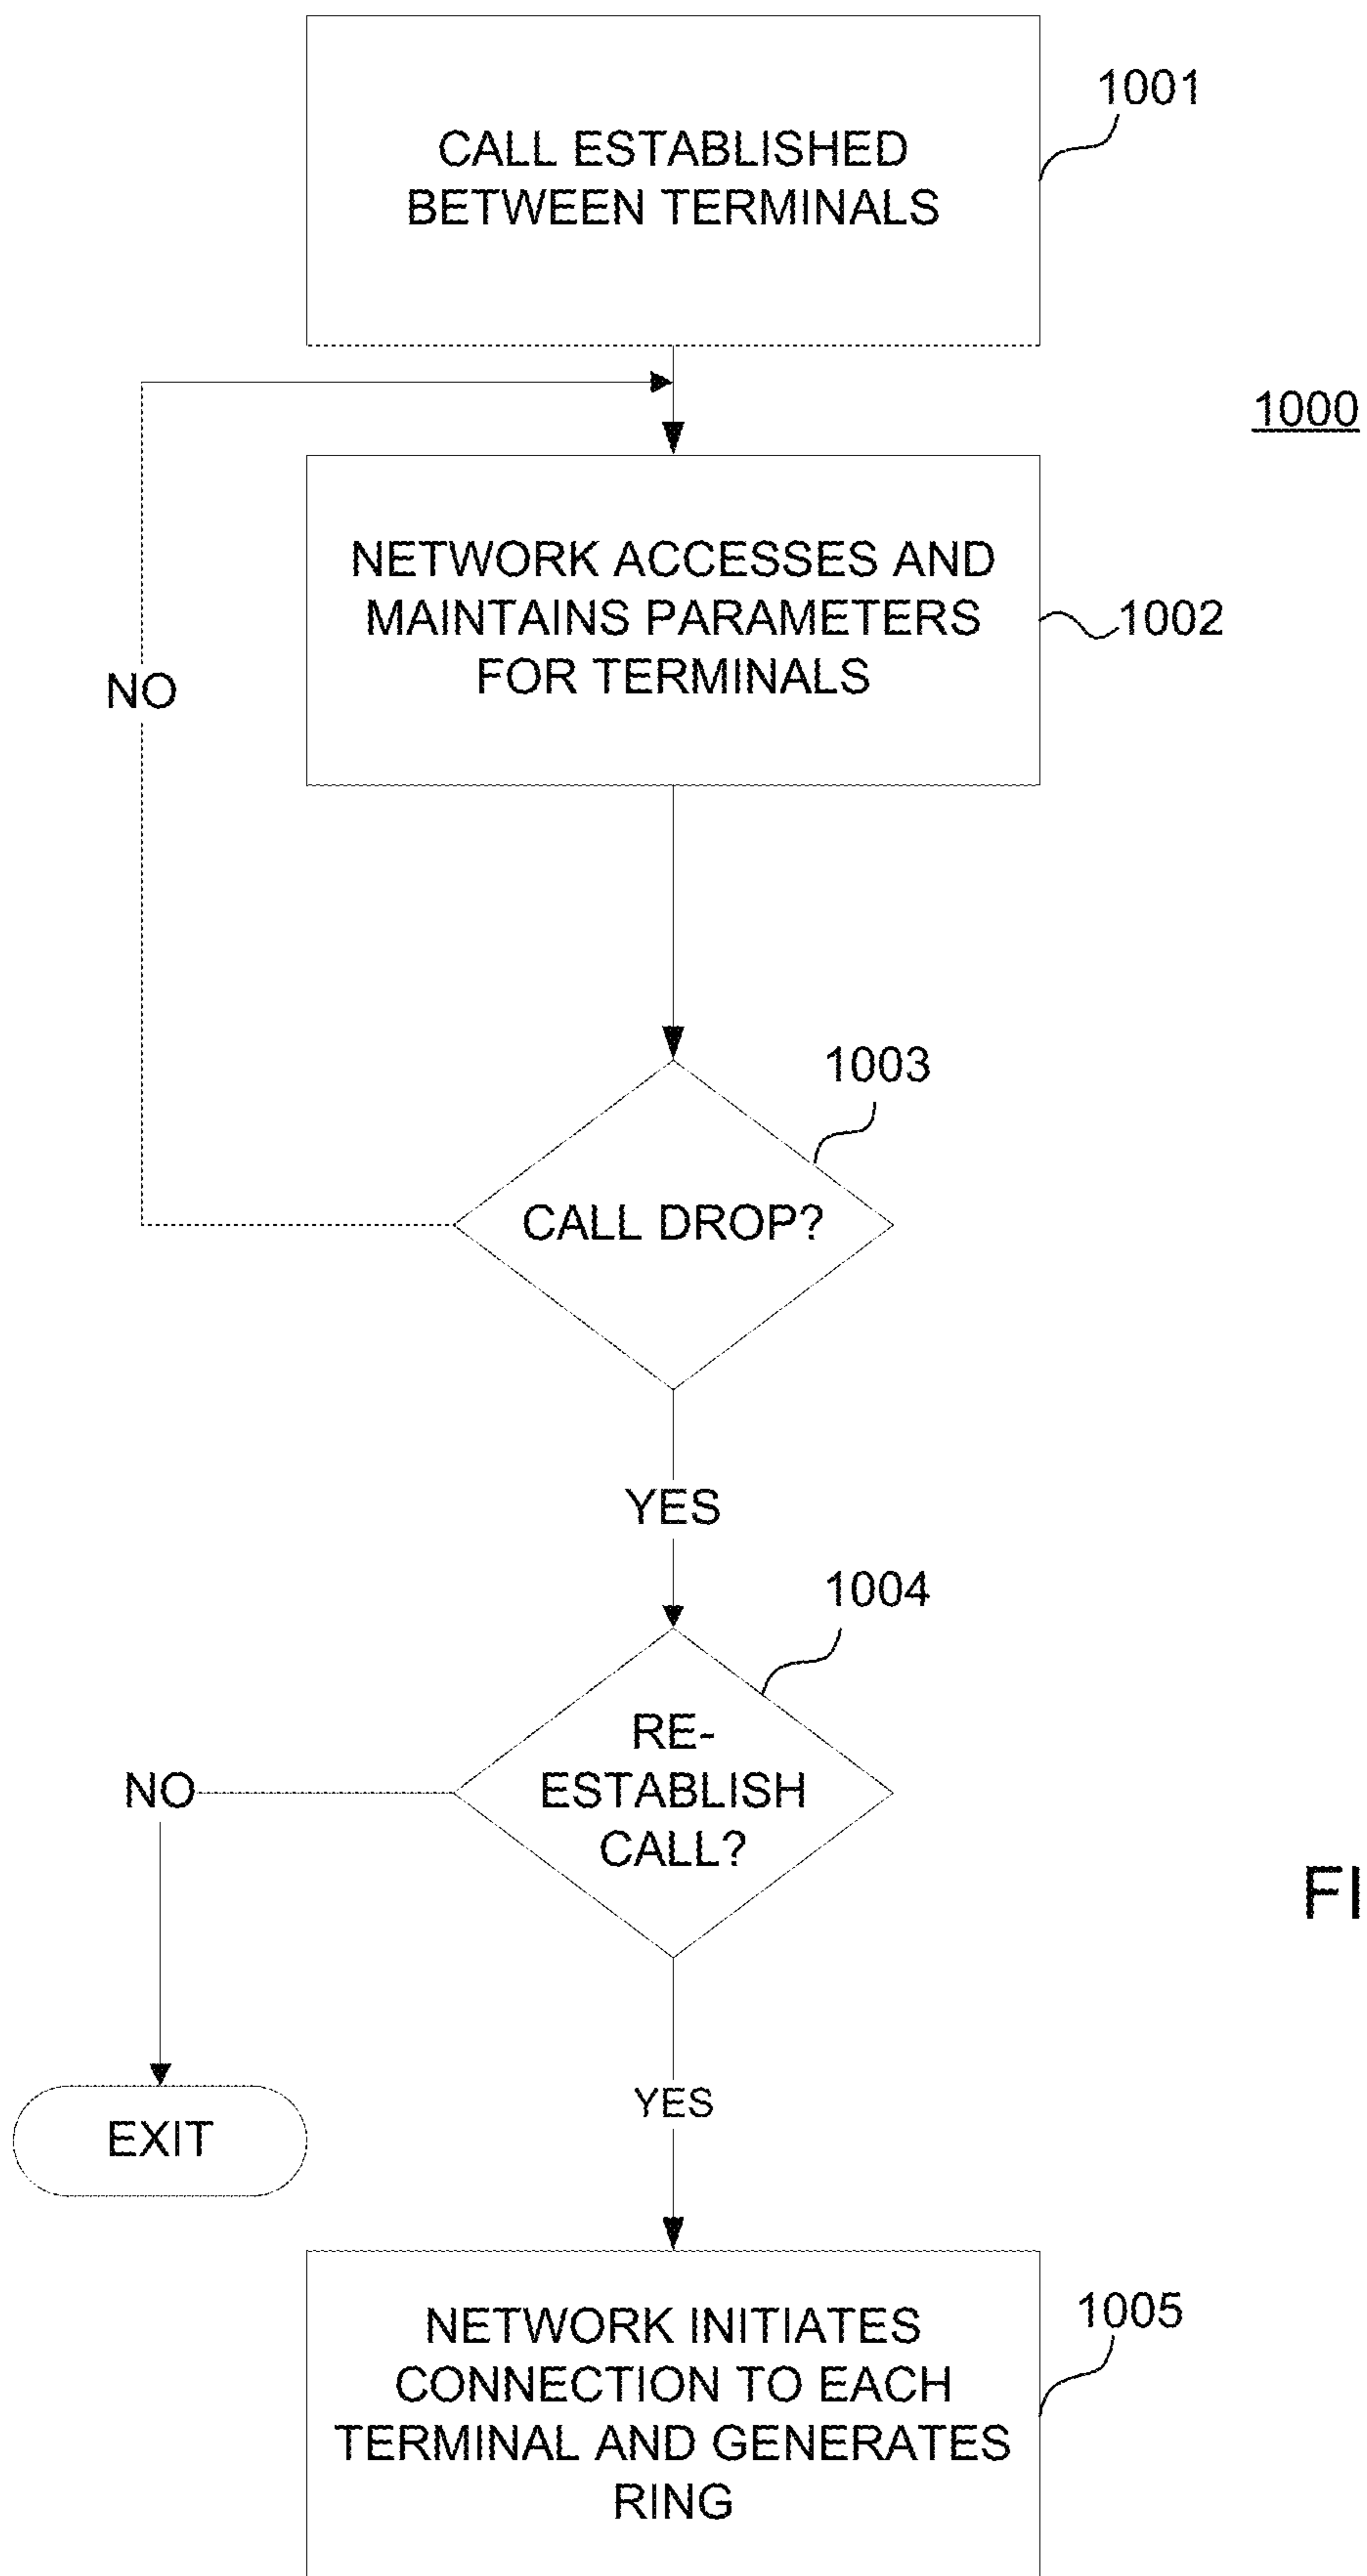 CALL ESTABLISHED
BETWEEN TERMINALS
1001
1000
NETWORK ACCESSES AND
MAINTAINS PARAMETERS
FOR TERMINALS
1002
NO
1003
CALL DROP?
YES
1004
RE-
ESTABLISH
CALL?
NO
FI
YES
EXIT
NETWORK INITIATES
CONNECTION TO EACH
TERMINAL AND GENERATES
RING
1005